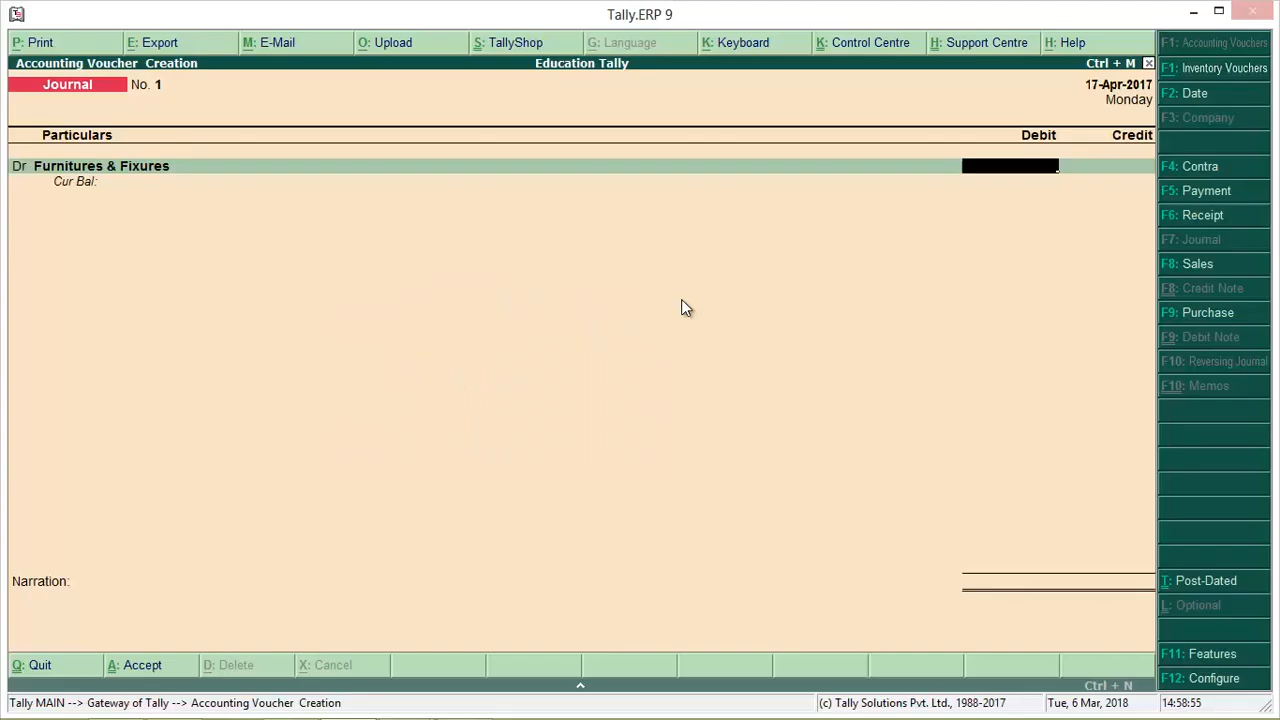 Tally.ERP 9
P: Print E: Export M: E-Mail O: Upload S: TallyShop G: Language K: Keyboard K: Control Centre H: Support Centre H: Help
Accounting Voucher Creation Education Tally Ctrl + M
Journal No. 1 17-Apr-2017
Monday
Particulars Debit Credit
Dr Furnitures & Fixures
Cur Bal:
Narration:
F1: Accounting Vouchers
F1: Inventory Vouchers
F2: Date
F3: Company
F4: Contra
F5: Payment
F6: Receipt
F7: Journal
F8: Sales
F8: Credit Note
F9: Purchase
F9: Debit Note
F10: Reversing Journal
F10: Memos
T: Post-Dated
L: Optional
F11: Features
F12: Configure
Q: Quit A: Accept D: Delete X: Cancel
Ctrl + N
Tally MAIN --> Gateway of Tally --> Accounting Voucher Creation (c) Tally Solutions Pvt. Ltd., 1988-2017 Tue, 6 Mar, 2018 14:58:55